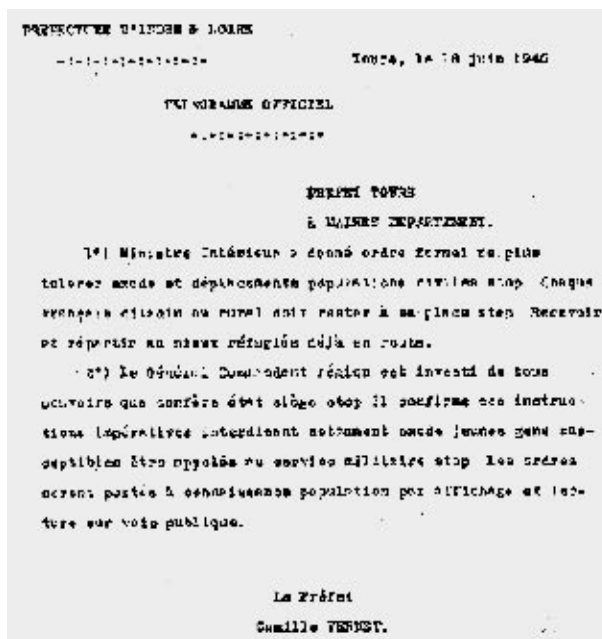 PREFECTURE D'INDRE & LOIRE
-:-:-:-:-:-:-:-:-
Tours, le 18 juin 1940
TELEGRAMME OFFICIEL
-:-:-:-:-:-:-:-
PREFET TOURS
à MAIRES DEPARTEMENT.
1°) Ministre Intérieur a donné ordre formel ne plus
tolérer exode et déplacements populations civiles stop Chaque
Français citadin ou rural doit rester à sa place stop Recevoir
et répartir au mieux réfugiés déjà en route.
2°) Le Général Commandant région est investi de tous
pouvoirs que confère état siège stop Il confirme ces instruc-
tions impératives interdisant notamment exode jeunes gens sus-
ceptibles être appelés au service militaire stop Les ordres
seront portés à connaissance population par affichage et lec-
ture sur voie publique.
Le Préfet
Camille VERNET.